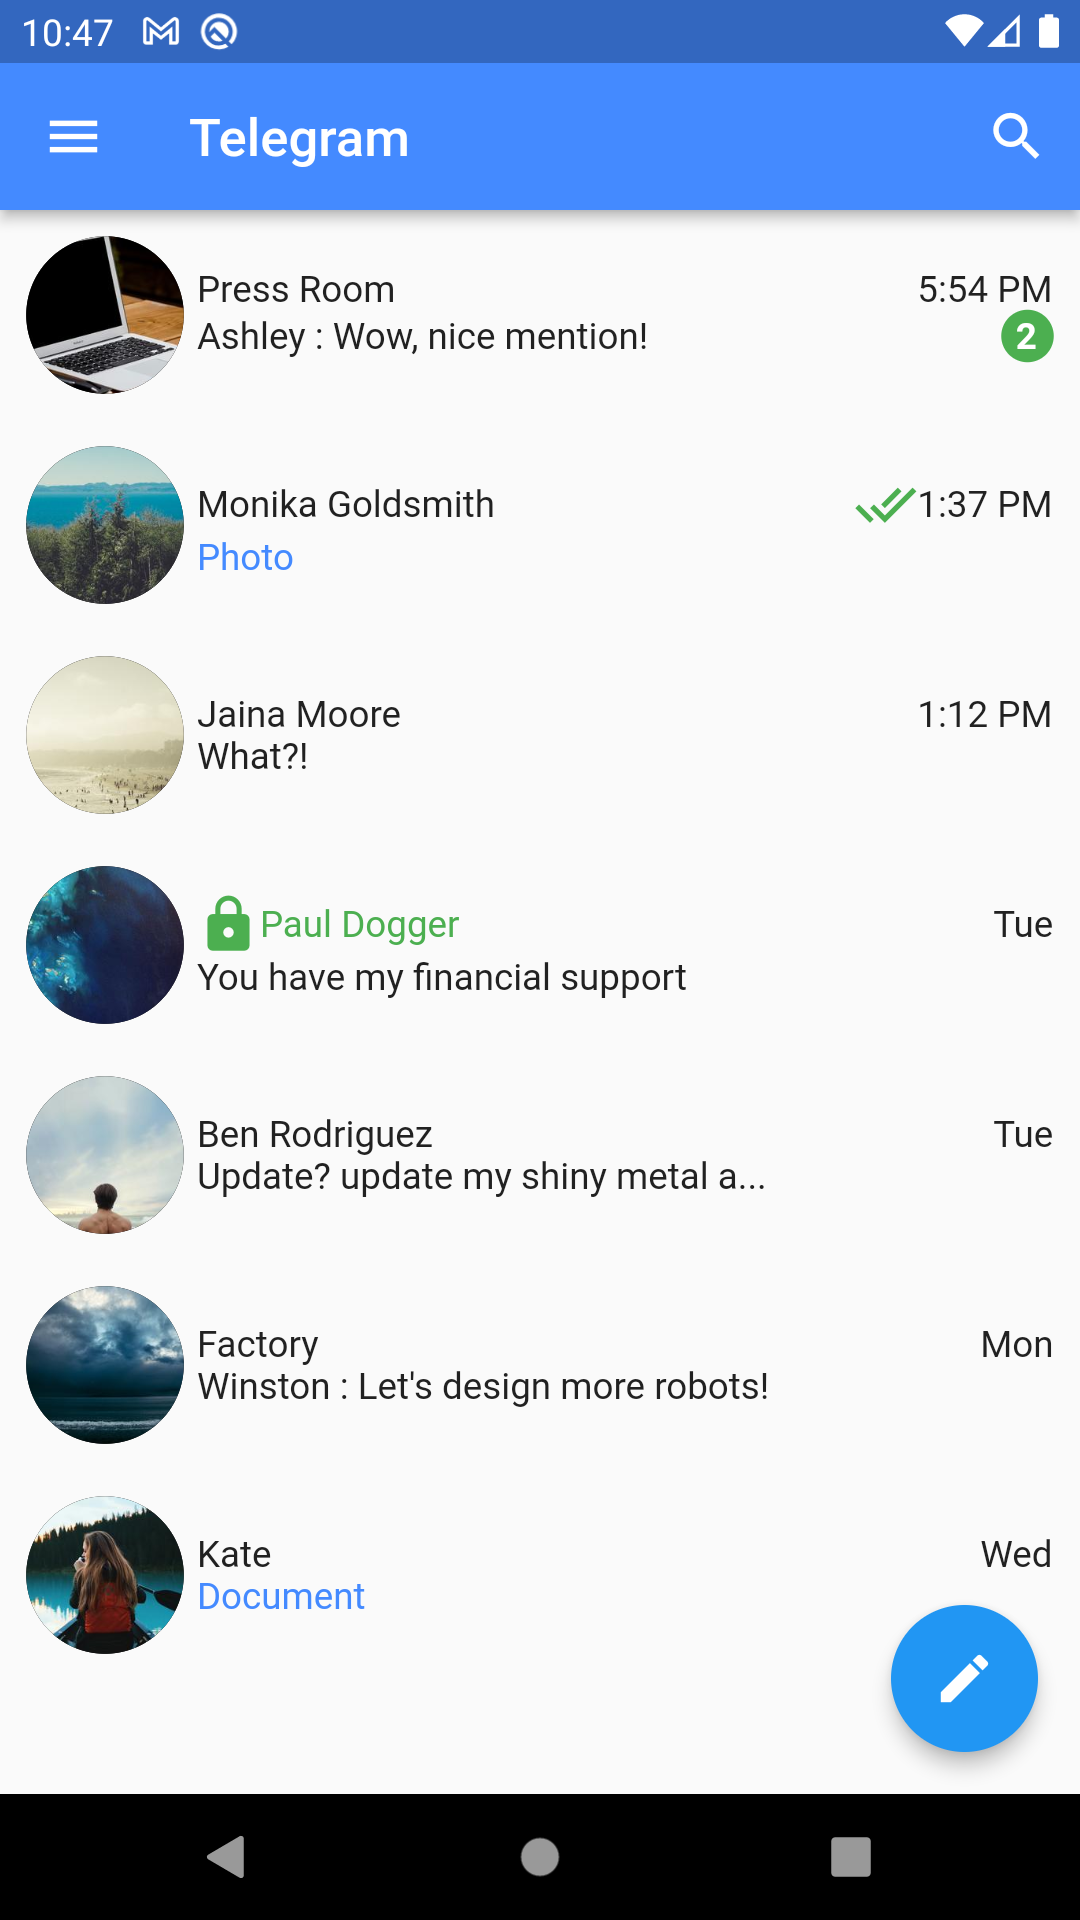 10:47
Telegram
Press Room 5:54 PM
Ashley : Wow, nice mention! 2
Monika Goldsmith 1:37 PM
Photo
Jaina Moore 1:12 PM
What?!
Paul Dogger Tue
You have my financial support
Ben Rodriguez Tue
Update? update my shiny metal a...
Factory Mon
Winston : Let's design more robots!
Kate Wed
Document